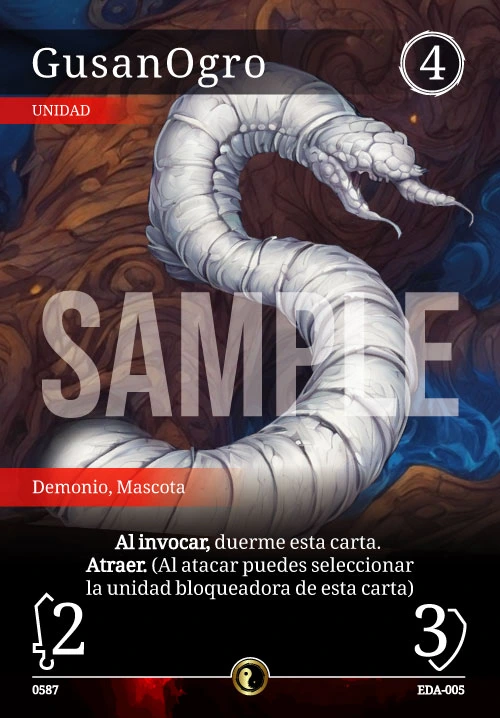 GusanOgro
4
UNIDAD
SAMPLE
Demonio, Mascota
Al invocar, duerme esta carta.
Atraer. (Al atacar puedes seleccionar
la unidad bloqueadora de esta carta)
2
3
0587
EDA-005